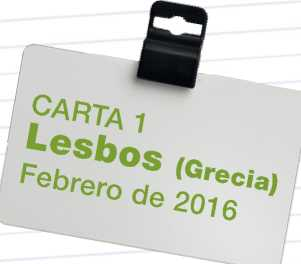 CARTA 1
Lesbos (Grecia)
Febrero de 2016